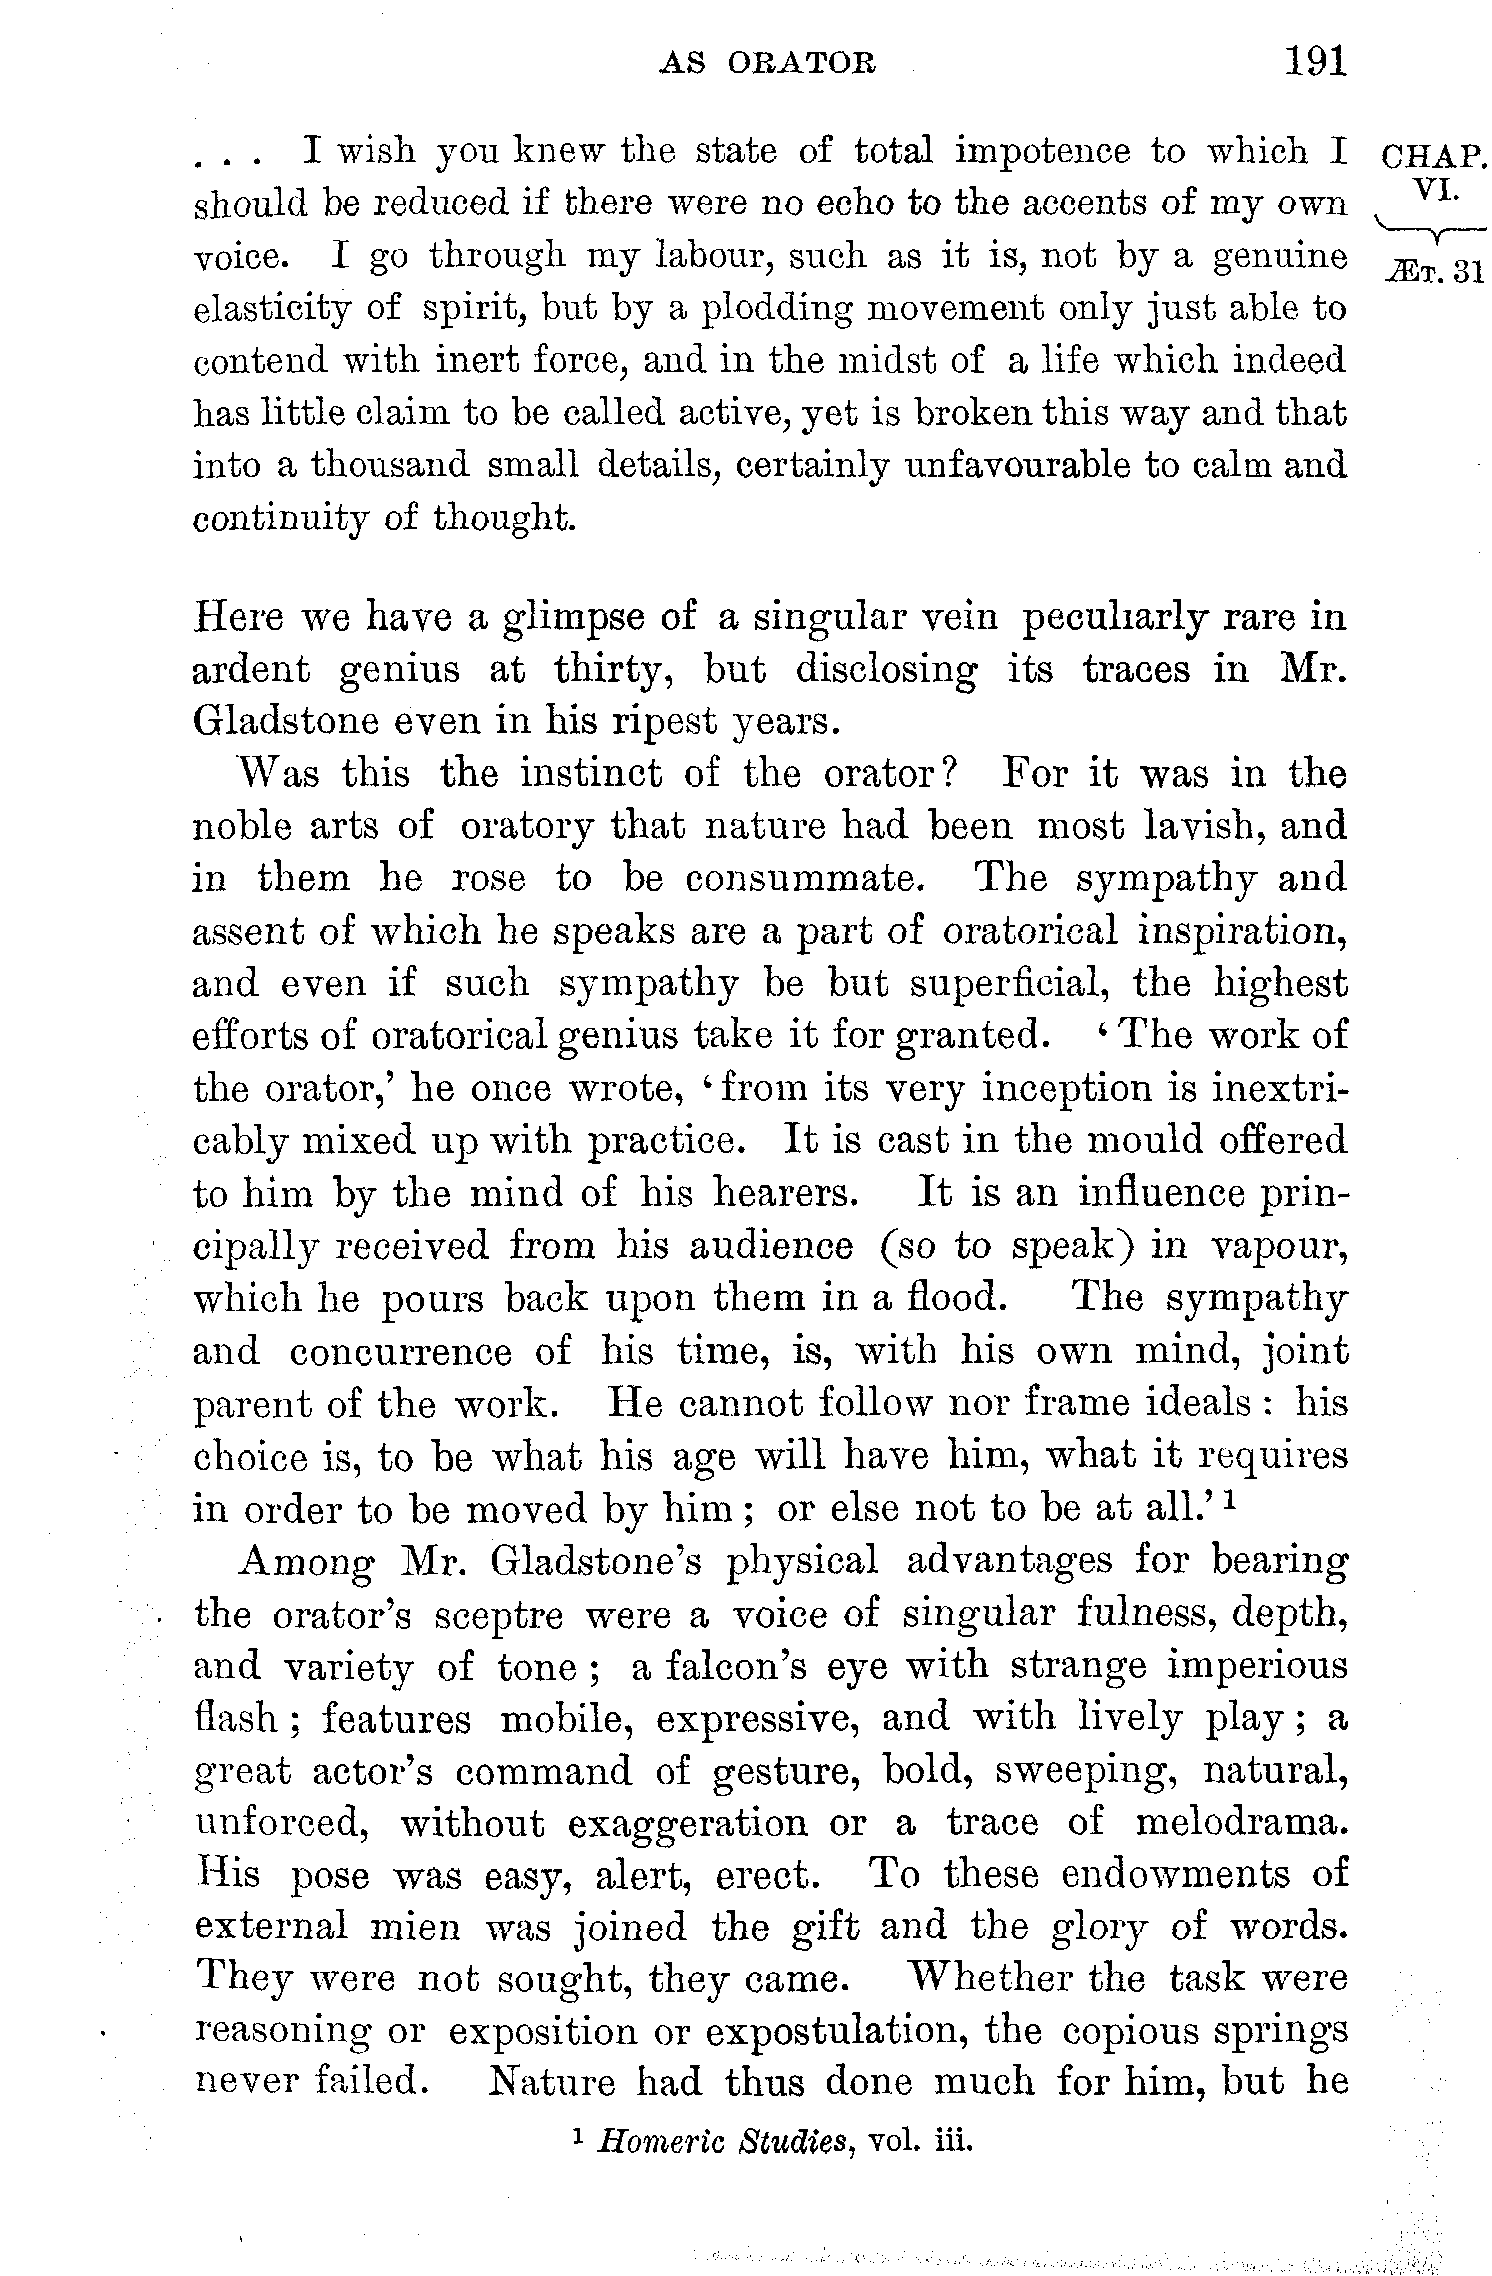 AS ORATOR 191
. . . I wish you knew the state of total impotence to which I
should be reduced if there were no echo to the accents of my own
voice. I go through my labour, such as it is, not by a genuine
elasticity of spirit, but by a plodding movement only just able to
contend with inert force, and in the midst of a life which indeed
has little claim to be called active, yet is broken this way and that
into a thousand small details, certainly unfavourable to calm and
continuity of thought.
CHAP.
VI.
ÆT. 31
Here we have a glimpse of a singular vein peculiarly rare in
ardent genius at thirty, but disclosing its traces in Mr.
Gladstone even in his ripest years.
Was this the instinct of the orator? For it was in the
noble arts of oratory that nature had been most lavish, and
in them he rose to be consummate. The sympathy and
assent of which he speaks are a part of oratorical inspiration,
and even if such sympathy be but superficial, the highest
efforts of oratorical genius take it for granted. ‘The work of
the orator,’ he once wrote, ‘from its very inception is inextri-
cably mixed up with practice. It is cast in the mould offered
to him by the mind of his hearers. It is an influence prin-
cipally received from his audience (so to speak) in vapour,
which he pours back upon them in a flood. The sympathy
and concurrence of his time, is, with his own mind, joint
parent of the work. He cannot follow nor frame ideals : his
choice is, to be what his age will have him, what it requires
in order to be moved by him ; or else not to be at all.’ 1
Among Mr. Gladstone’s physical advantages for bearing
the orator’s sceptre were a voice of singular fulness, depth,
and variety of tone ; a falcon’s eye with strange imperious
flash ; features mobile, expressive, and with lively play ; a
great actor’s command of gesture, bold, sweeping, natural,
unforced, without exaggeration or a trace of melodrama.
His pose was easy, alert, erect. To these endowments of
external mien was joined the gift and the glory of words.
They were not sought, they came. Whether the task were
reasoning or exposition or expostulation, the copious springs
never failed. Nature had thus done much for him, but he
1 Homeric Studies, vol. iii.